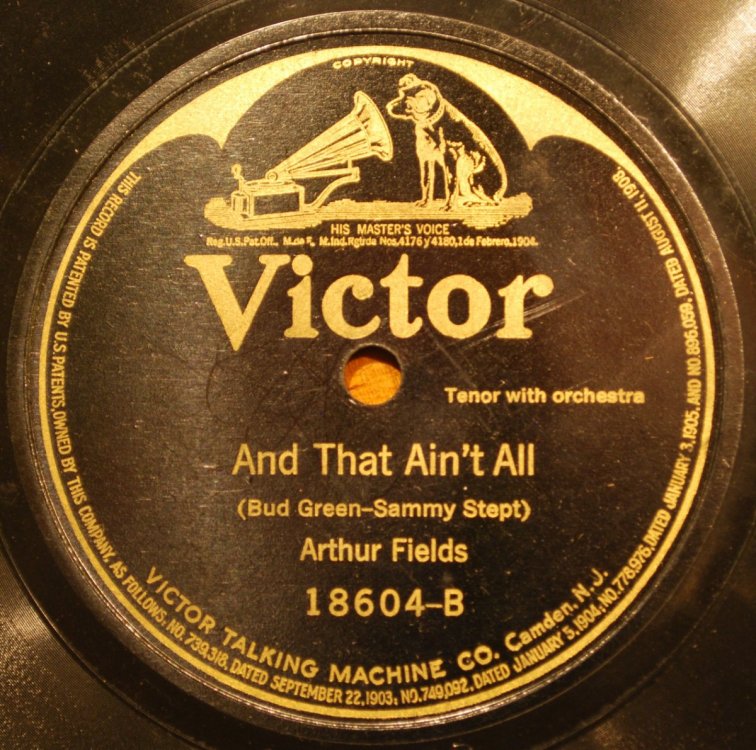 COPYRIGHT
HIS MASTER'S VOICE
Reg.U.S.Pat.Off., M.de F., M.Ind.Rgtrda Nos.4176 y 4180,1 de Febrero,1904.
Victor
Tenor with orchestra
And That Ain't All
(Bud Green–Sammy Stept)
Arthur Fields
18604–B
VICTOR TALKING MACHINE CO. Camden, N.J.
THIS RECORD IS PATENTED BY U.S. PATENTS, OWNED BY THIS COMPANY, AS FOLLOWS, NO. 739,318, DATED SEPTEMBER 22,1903; NO.749,092, DATED JANUARY 5,1904, NO.778,976, DATED JANUARY 3,1905, AND NO.896,059, DATED AUGUST 11,1908.